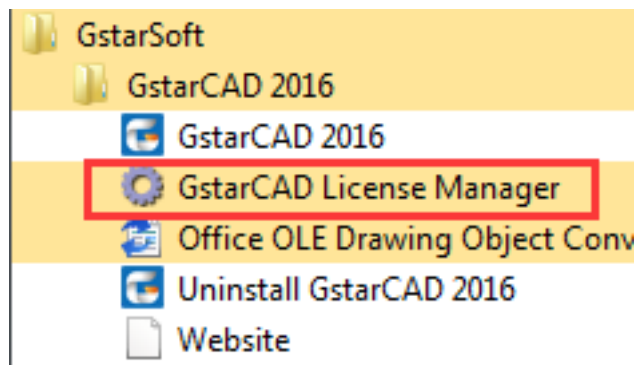 GstarSoft
GstarCAD 2016
GstarCAD 2016
GstarCAD License Manager
Office OLE Drawing Object Conv
Uninstall GstarCAD 2016
Website